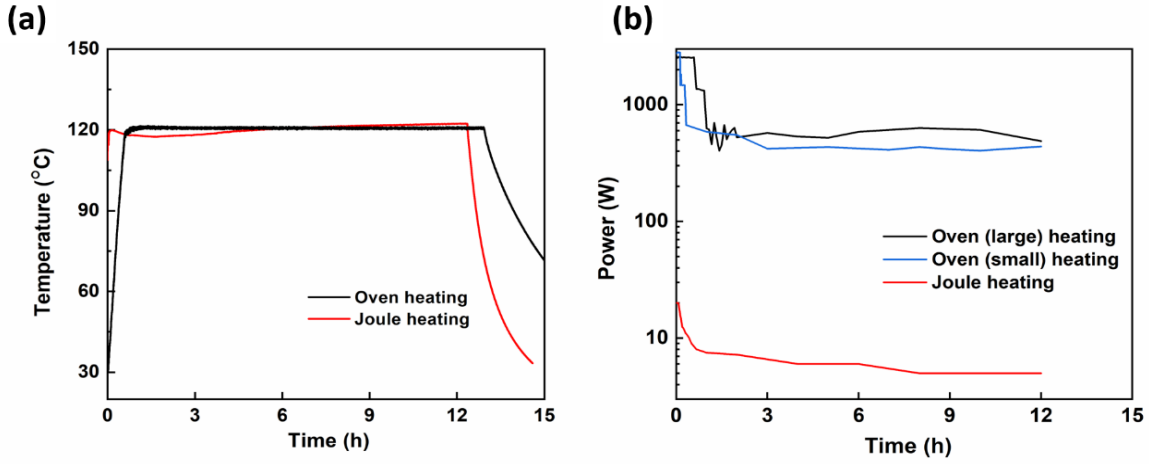 (a)
150
120
90
60
30
Temperature (°C)
Oven heating
Joule heating
0 3 6 9 12 15
Time (h)
(b)
1000
100
10
Power (W)
Oven (large) heating
Oven (small) heating
Joule heating
0 3 6 9 12 15
Time (h)